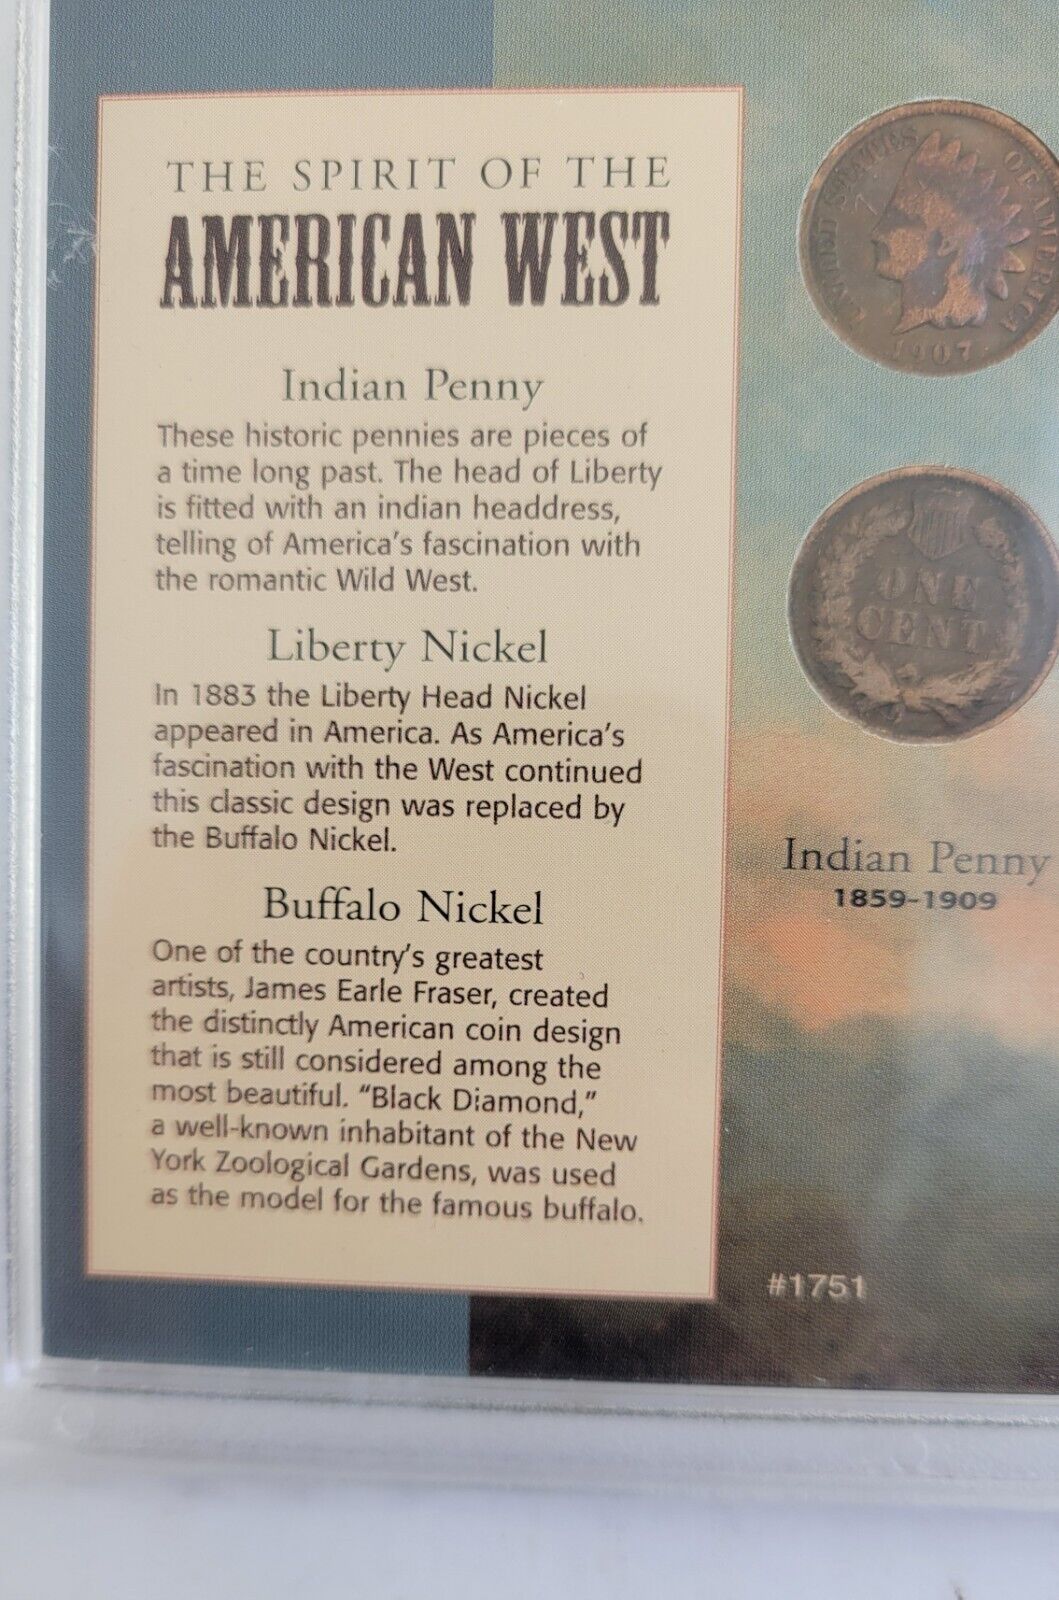 THE SPIRIT OF THE
AMERICAN WEST
Indian Penny
These historic pennies are pieces of
a time long past. The head of Liberty
is fitted with an indian headdress,
telling of America's fascination with
the romantic Wild West.
Liberty Nickel
In 1883 the Liberty Head Nickel
appeared in America. As America's
fascination with the West continued
this classic design was replaced by
the Buffalo Nickel.
Buffalo Nickel
One of the country's greatest
artists, James Earle Fraser, created
the distinctly American coin design
that is still considered among the
most beautiful. "Black Diamond,"
a well-known inhabitant of the New
York Zoological Gardens, was used
as the model for the famous buffalo.
UNITED STATES OF AMERICA
1907
ONE
CENT
Indian Penny
1859-1909
#1751